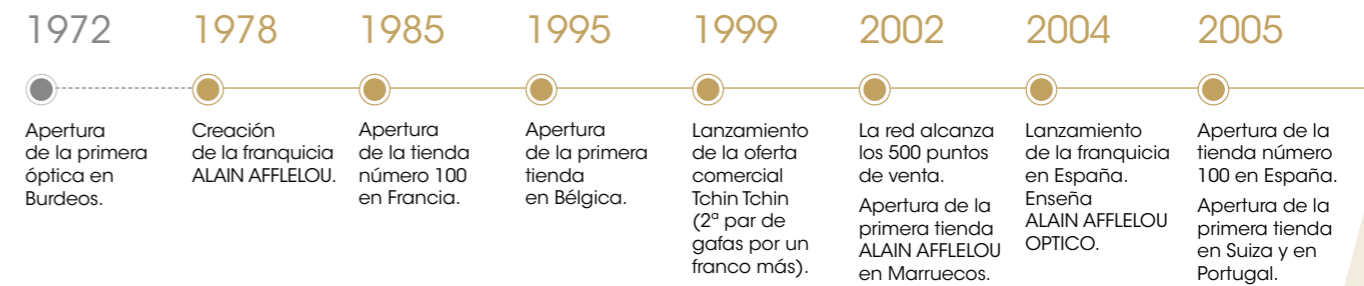 1972
Apertura
de la primera
óptica en
Burdeos.
1978
Creación
de la franquicia
ALAIN AFFLELOU.
1985
Apertura
de la tienda
número 100
en Francia.
1995
Apertura
de la primera
tienda
en Bélgica.
1999
Lanzamiento
de la oferta
comercial
Tchin Tchin
(2ª par de
gafas por un
franco más).
2002
La red alcanza
los 500 puntos
de venta.
Apertura de la
primera tienda
ALAIN AFFLELOU
en Marruecos.
2004
Lanzamiento
de la franquicia
en España.
Enseña
ALAIN AFFLELOU
OPTICO.
2005
Apertura de la
tienda número
100 en España.
Apertura de la
primera tienda
en Suiza y en
Portugal.